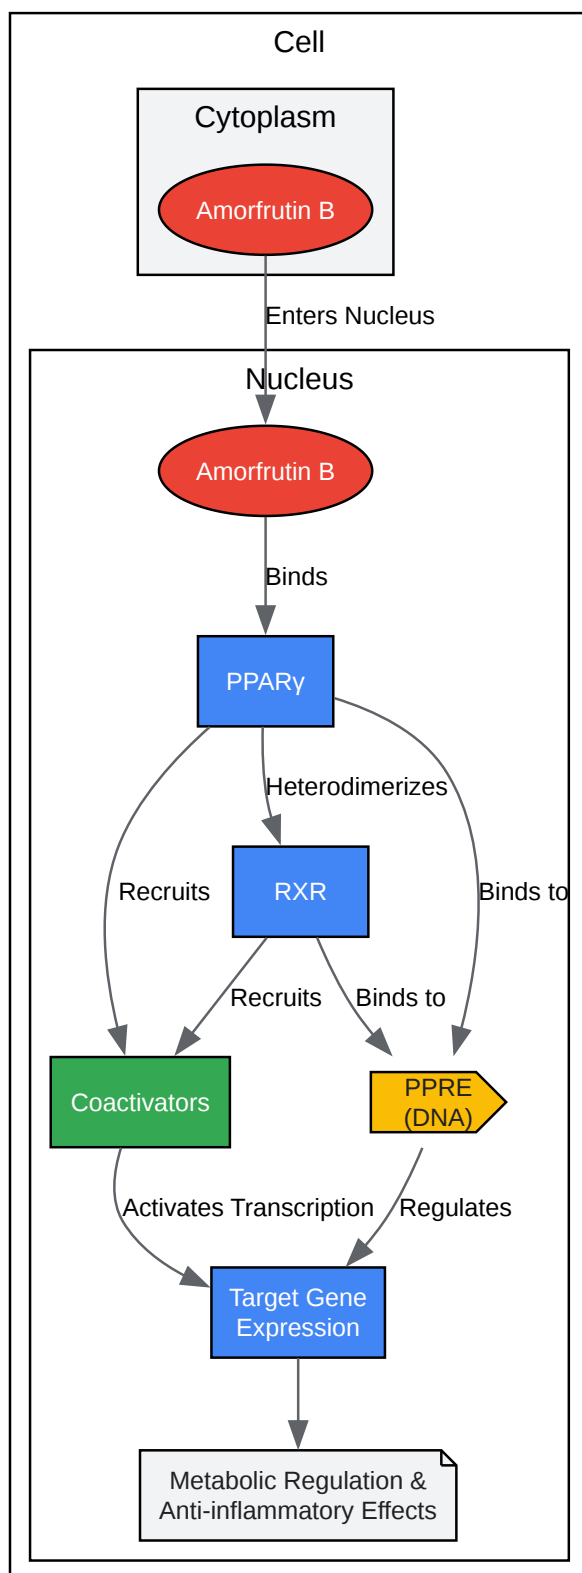 Cell
Cytoplasm
Amorfrutin B
Enters Nucleus
Nucleus
Amorfrutin B
Binds
PPARγ
Heterodimerizes
RXR
Recruits
Binds to
Recruits
Binds to
Coactivators
PPRE
(DNA)
Activates Transcription
Regulates
Target Gene
Expression
Metabolic Regulation &
Anti-inflammatory Effects